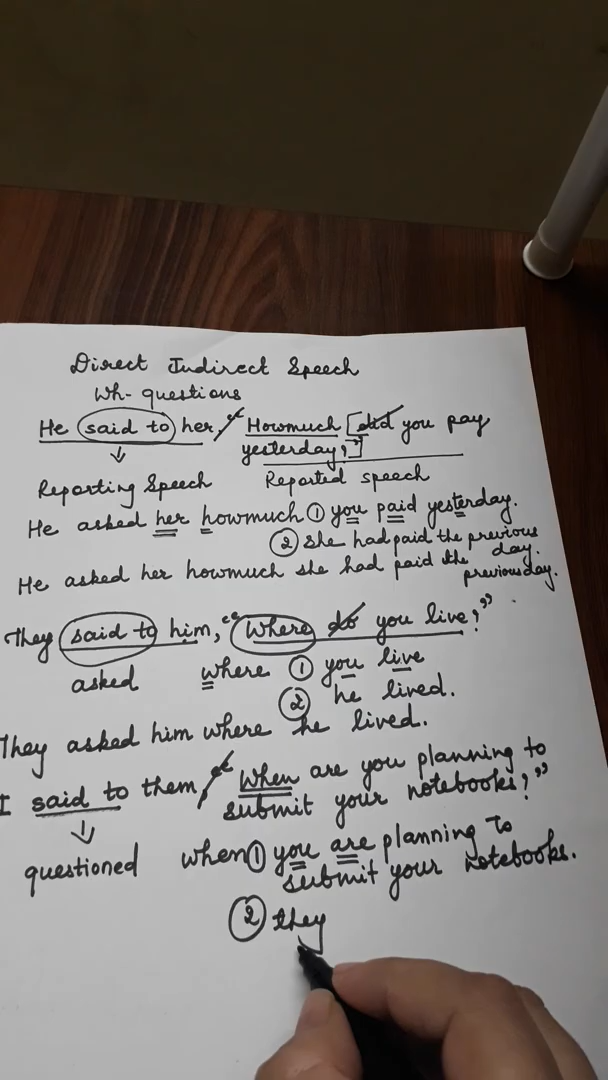 Direct Indirect Speech
Wh- questions
He said to her, “Howmuch [did you pay
yesterday?”]
Reporting Speech Reported speech
He asked her howmuch ① you paid yesterday.
② she had paid the previous
day.
He asked her howmuch she had paid the
previous day.
They said to him, “Where do you live?”
asked where ① you live
② he lived.
They asked him where he lived.
I said to them, “When are you planning to
submit your notebooks?”
questioned when ① you are planning to
submit your notebooks.
② they